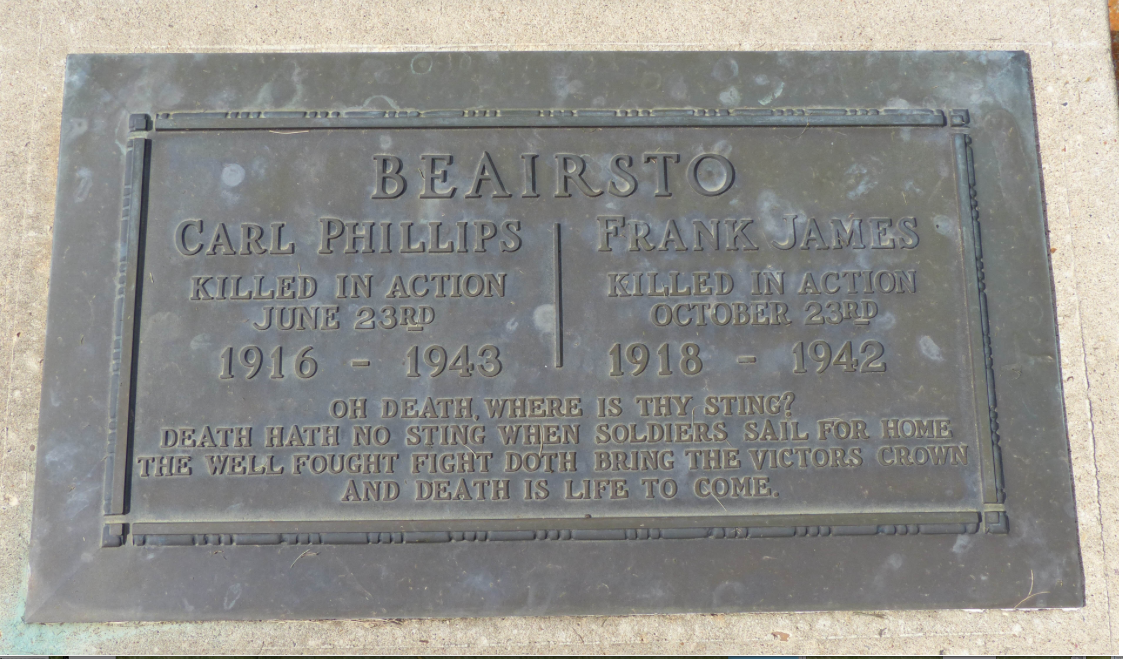 BEAIRSTO
CARL PHILLIPS
KILLED IN ACTION
JUNE 23RD
1916 - 1943
FRANK JAMES
KILLED IN ACTION
OCTOBER 23RD
1918 - 1942
OH DEATH, WHERE IS THY STING?
DEATH HATH NO STING WHEN SOLDIERS SAIL FOR HOME
THE WELL FOUGHT FIGHT DOTH BRING THE VICTORS CROWN
AND DEATH IS LIFE TO COME.